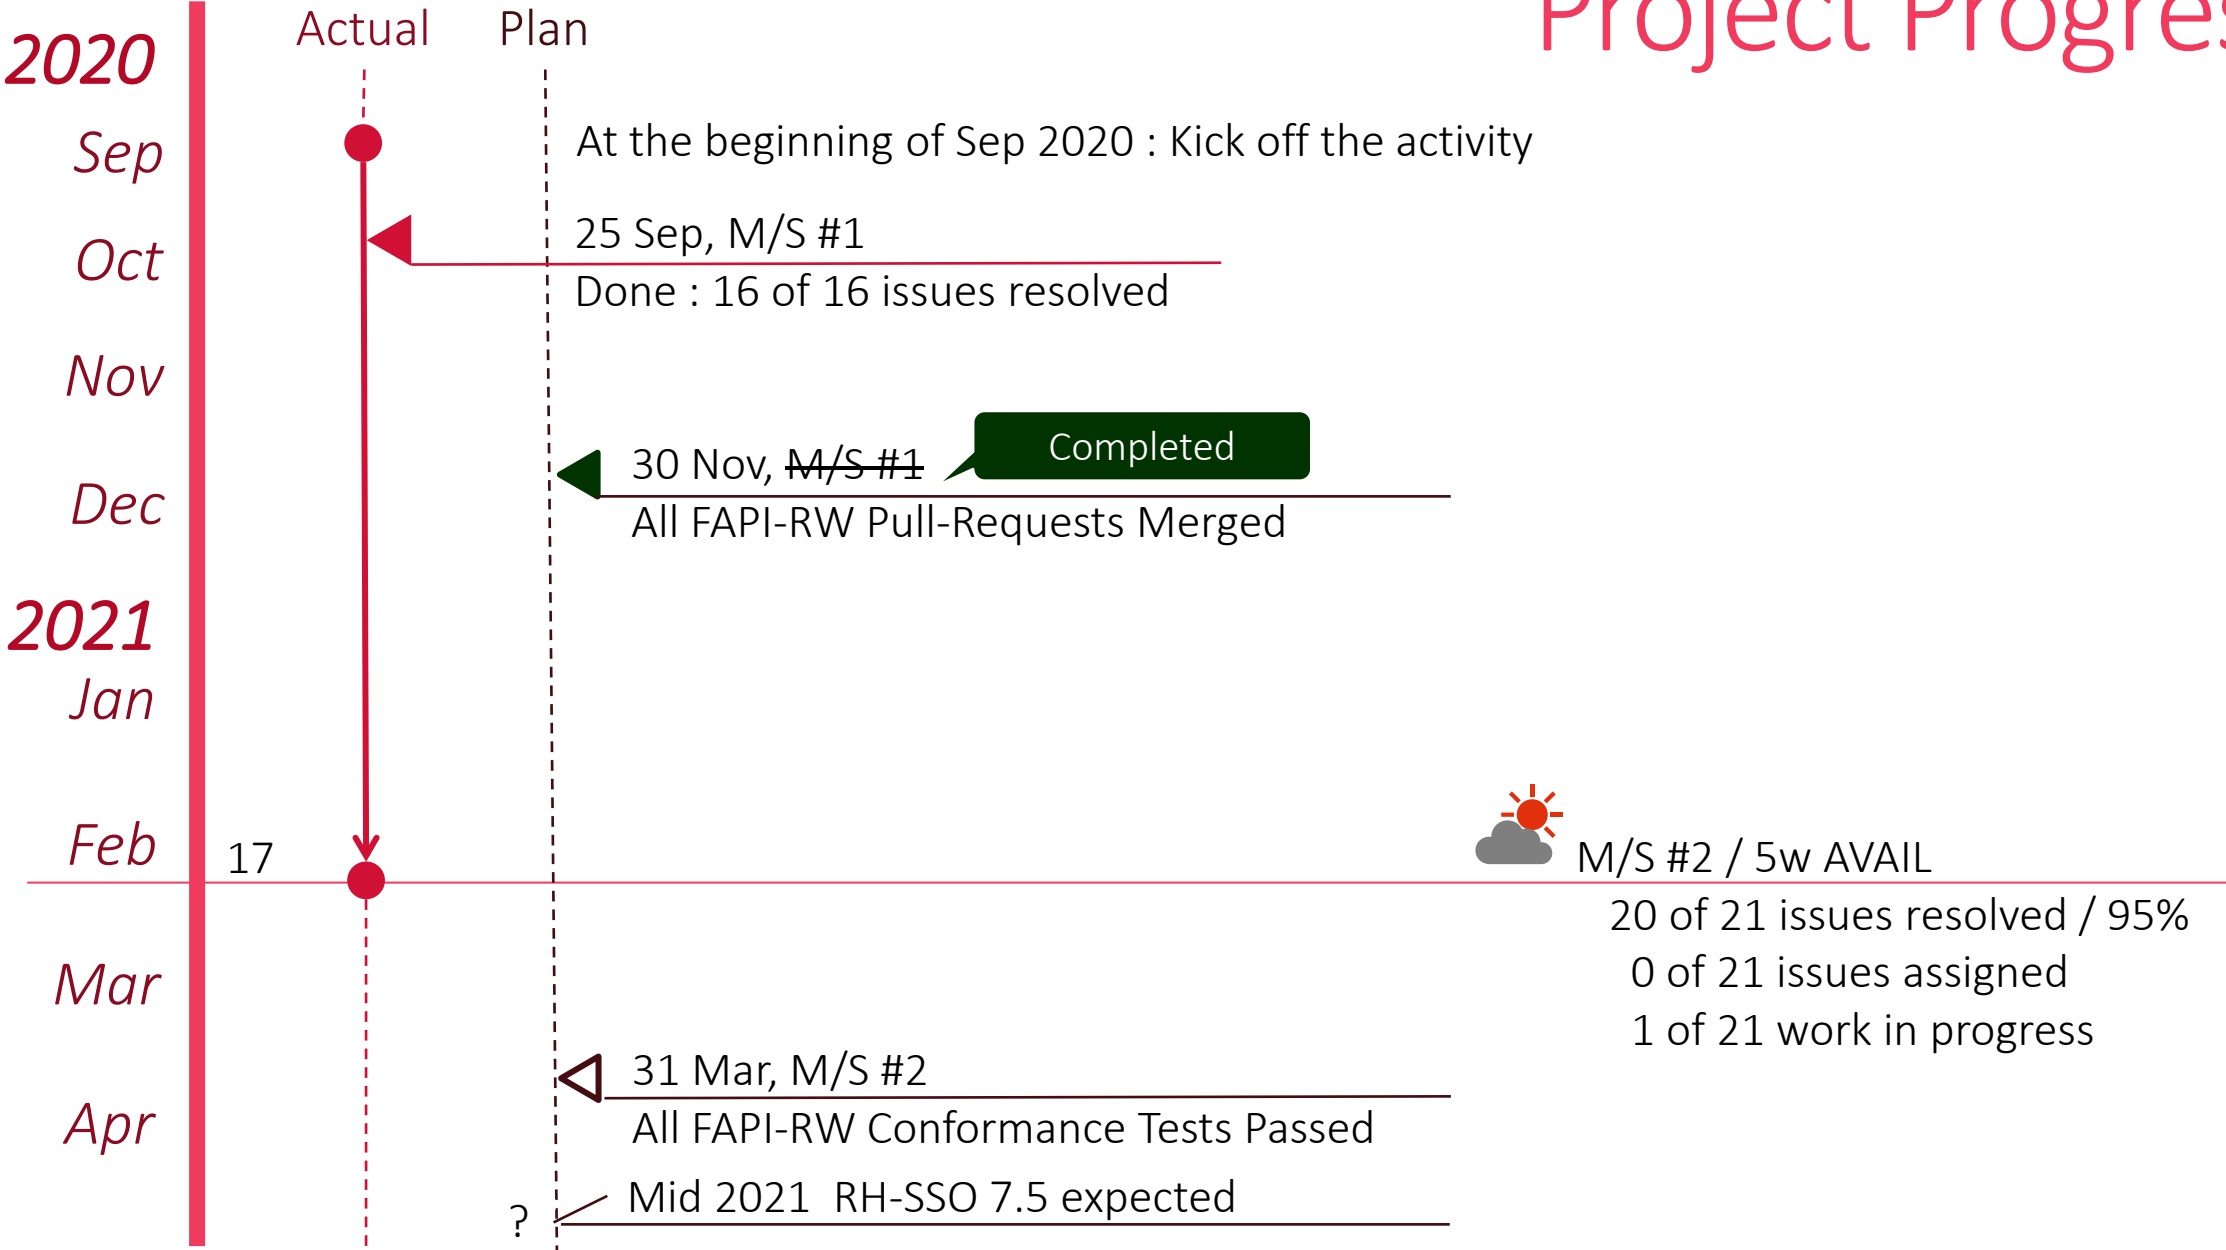 Project Progres
Actual
Plan
2020
Sep
At the beginning of Sep 2020 : Kick off the activity
25 Sep, M/S #1
Oct
Done : 16 of 16 issues resolved
Nov
Completed
30 Nov, M/S #1
Dec
All FAPI-RW Pull-Requests Merged
2021
Jan
Feb
17
M/S #2 / 5w AVAIL
20 of 21 issues resolved / 95%
0 of 21 issues assigned
Mar
1 of 21 work in progress
31 Mar, M/S #2
Apr
All FAPI-RW Conformance Tests Passed
Mid 2021 RH-SSO 7.5 expected
?